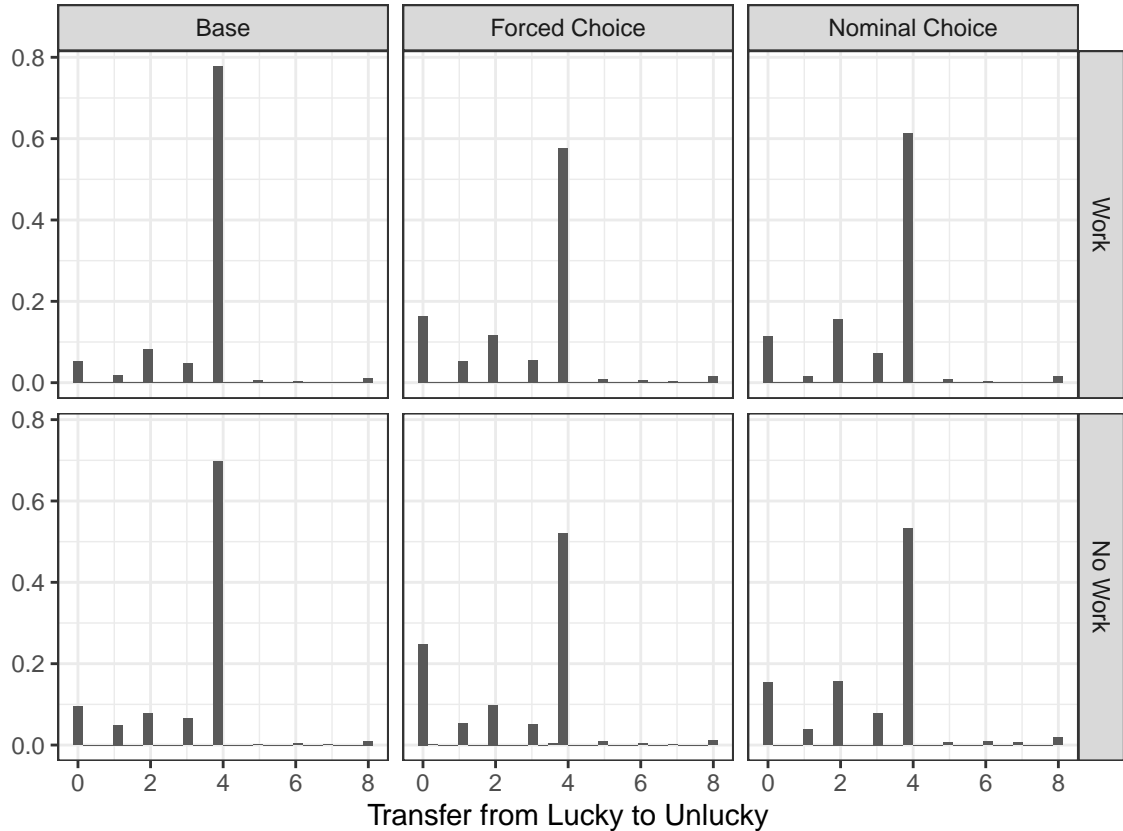 Base Forced Choice Nominal Choice
0.8
0.6
0.4
0.2
0.0
Work
0.8
0.6
0.4
0.2
0.0
No Work
0 2 4 6 8 0 2 4 6 8 0 2 4 6 8
Transfer from Lucky to Unlucky